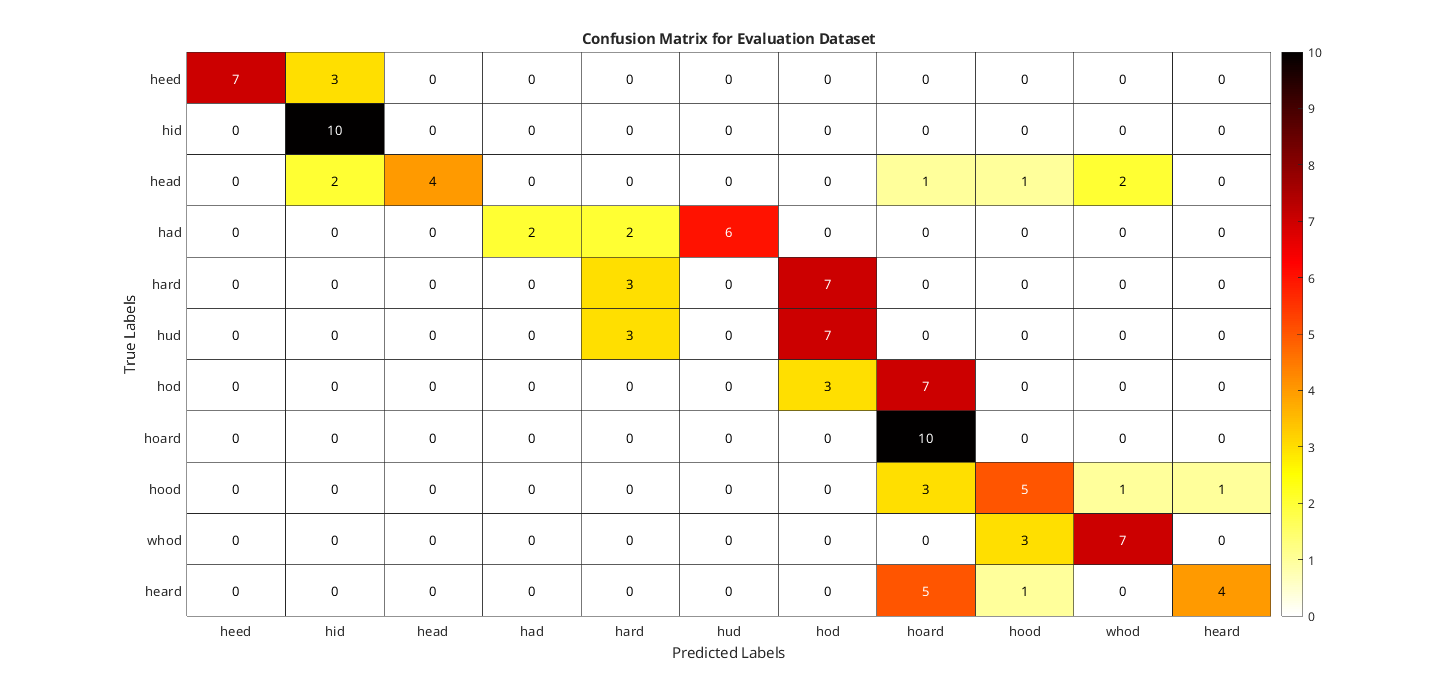 Confusion Matrix for Evaluation Dataset
heed 7 3 0 0 0 0 0 0 0 0 0
hid 0 10 0 0 0 0 0 0 0 0 0
head 0 2 4 0 0 0 0 1 1 2 0
had 0 0 0 2 2 6 0 0 0 0 0
hard 0 0 0 0 3 0 7 0 0 0 0
hud 0 0 0 0 3 0 7 0 0 0 0
hod 0 0 0 0 0 0 3 7 0 0 0
hoard 0 0 0 0 0 0 0 10 0 0 0
hood 0 0 0 0 0 0 0 3 5 1 1
whod 0 0 0 0 0 0 0 0 3 7 0
heard 0 0 0 0 0 0 0 5 1 0 4
heed hid head had hard hud hod hoard hood whod heard
Predicted Labels
True Labels
10
9
8
7
6
5
4
3
2
1
0